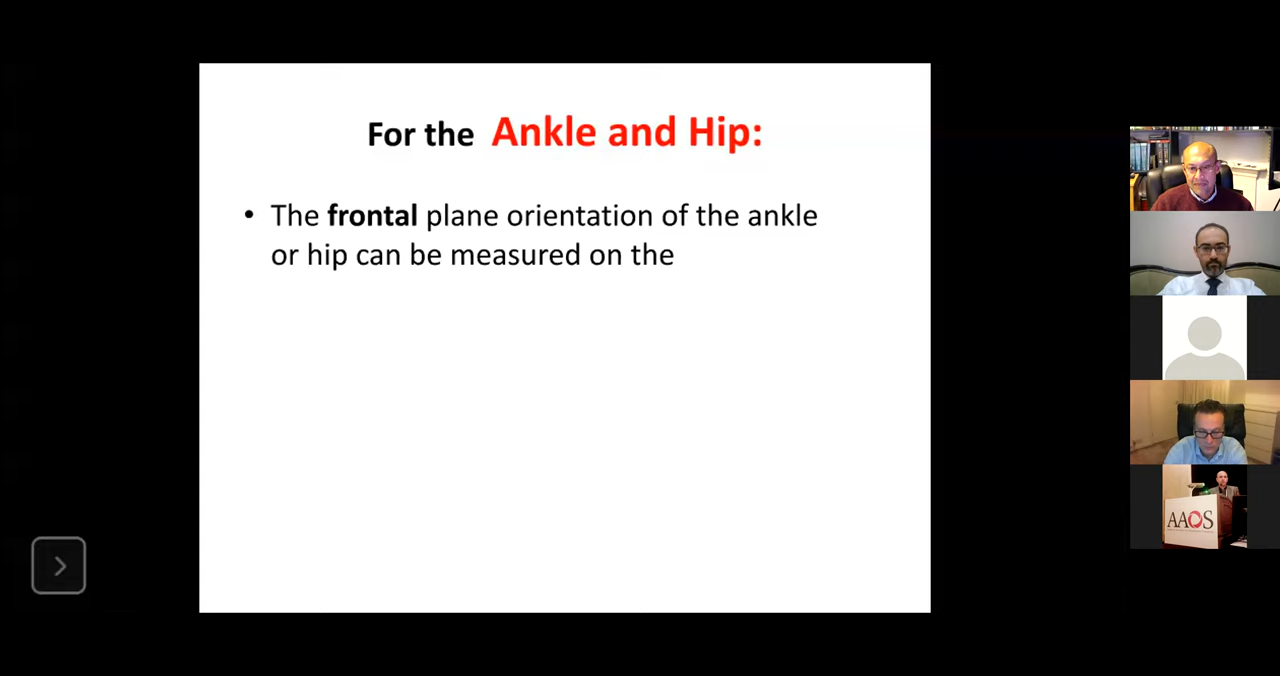 For the Ankle and Hip:
• The frontal plane orientation of the ankle
or hip can be measured on the
AAOS